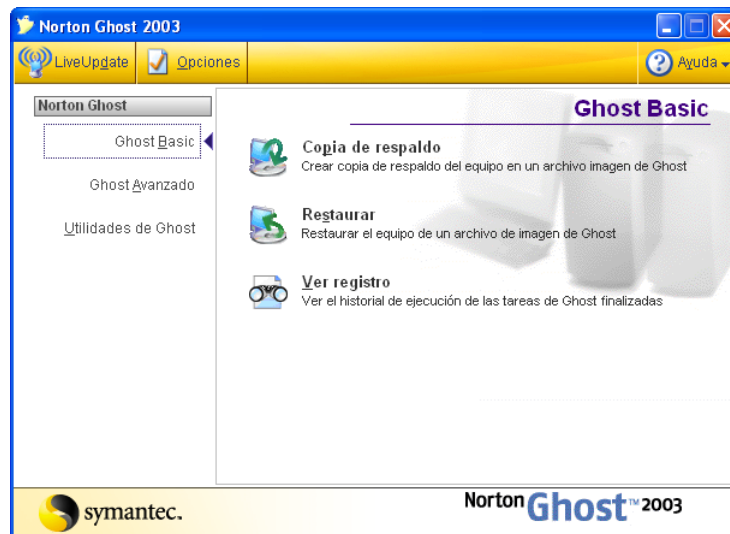 Norton Ghost 2003
LiveUpdate
Opciones
Ayuda
Norton Ghost
Ghost Basic
Ghost Avanzado
Utilidades de Ghost
Ghost Basic
Copia de respaldo
Crear copia de respaldo del equipo en un archivo imagen de Ghost
Restaurar
Restaurar el equipo de un archivo de imagen de Ghost
Ver registro
Ver el historial de ejecución de las tareas de Ghost finalizadas
symantec.
Norton Ghost™ 2003